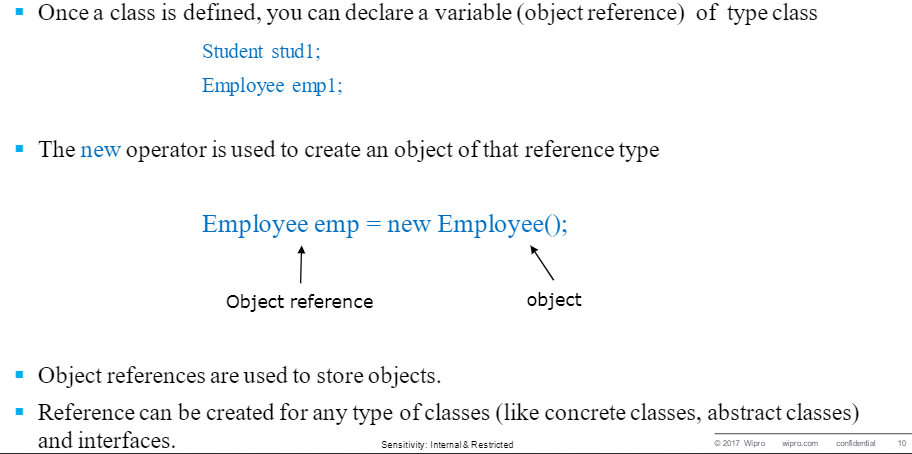 Once a class is defined, you can declare a variable (object reference) of type class
Student stud1;
Employee emp1;
The new operator is used to create an object of that reference type
Employee emp = new Employee();
Object reference
object
Object references are used to store objects.
Reference can be created for any type of classes (like concrete classes, abstract classes)
and interfaces.
Sensitivity: Internal & Restricted
© 2017 Wipro wipro.com confidential 10